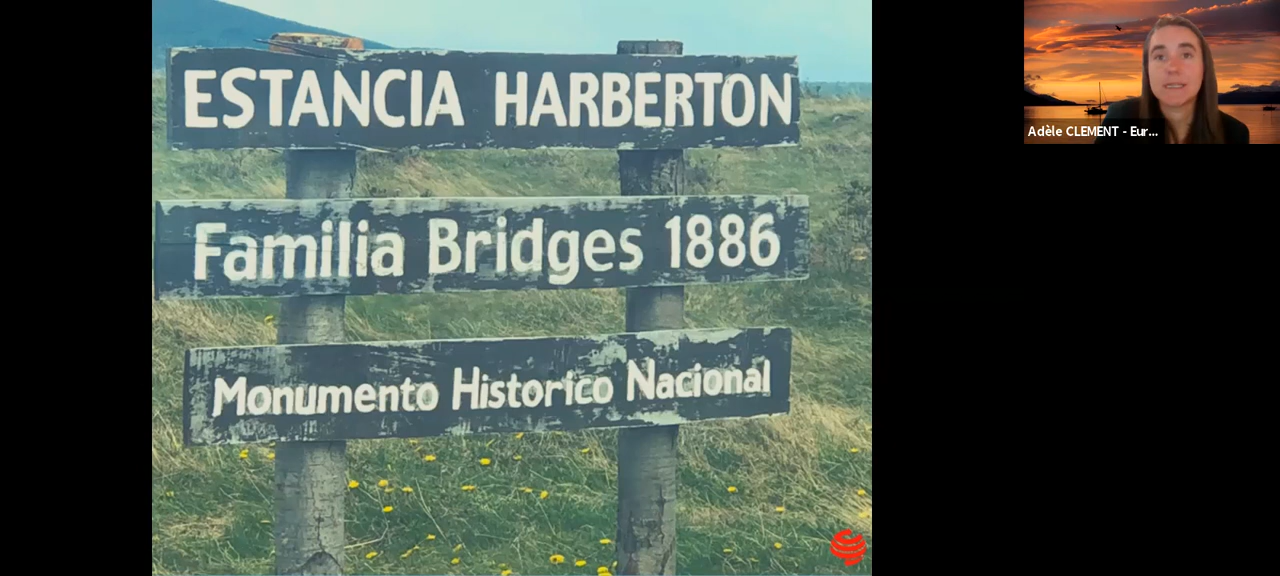 ESTANCIA HARBERTON
Familia Bridges 1886
Monumento Historico Nacional
Adèle CLEMENT - Eur...